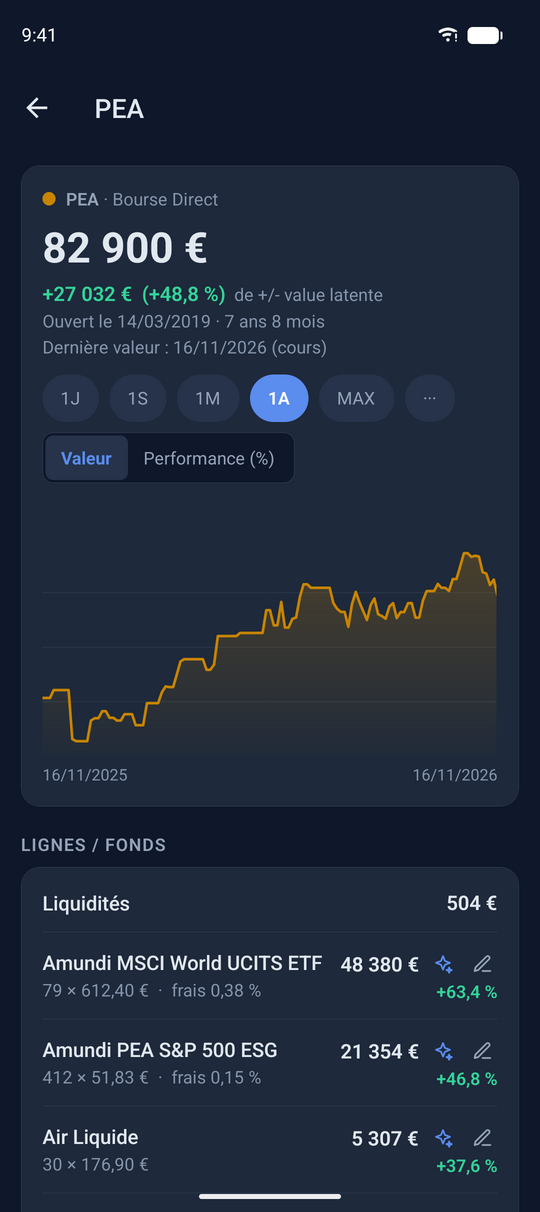 9:41
PEA
PEA · Bourse Direct
82 900 €
+27 032 € (+48,8 %) de +/- value latente
Ouvert le 14/03/2019 · 7 ans 8 mois
Dernière valeur : 16/11/2026 (cours)
1J 1S 1M 1A MAX ···
Valeur Performance (%)
16/11/2025 16/11/2026
LIGNES / FONDS
Liquidités 504 €
Amundi MSCI World UCITS ETF 48 380 €
79 × 612,40 € · frais 0,38 % +63,4 %
Amundi PEA S&P 500 ESG 21 354 €
412 × 51,83 € · frais 0,15 % +46,8 %
Air Liquide 5 307 €
30 × 176,90 € +37,6 %